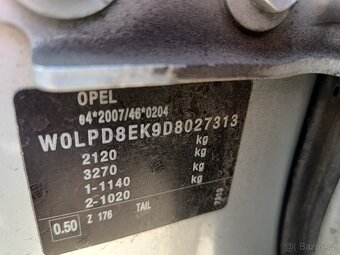 OPEL
e4*2007/46*0204
W0LPD8EK9D8027313
2120 kg
3270 kg
1-1140 kg
2-1020 kg
0.50 Z 176 TAIL